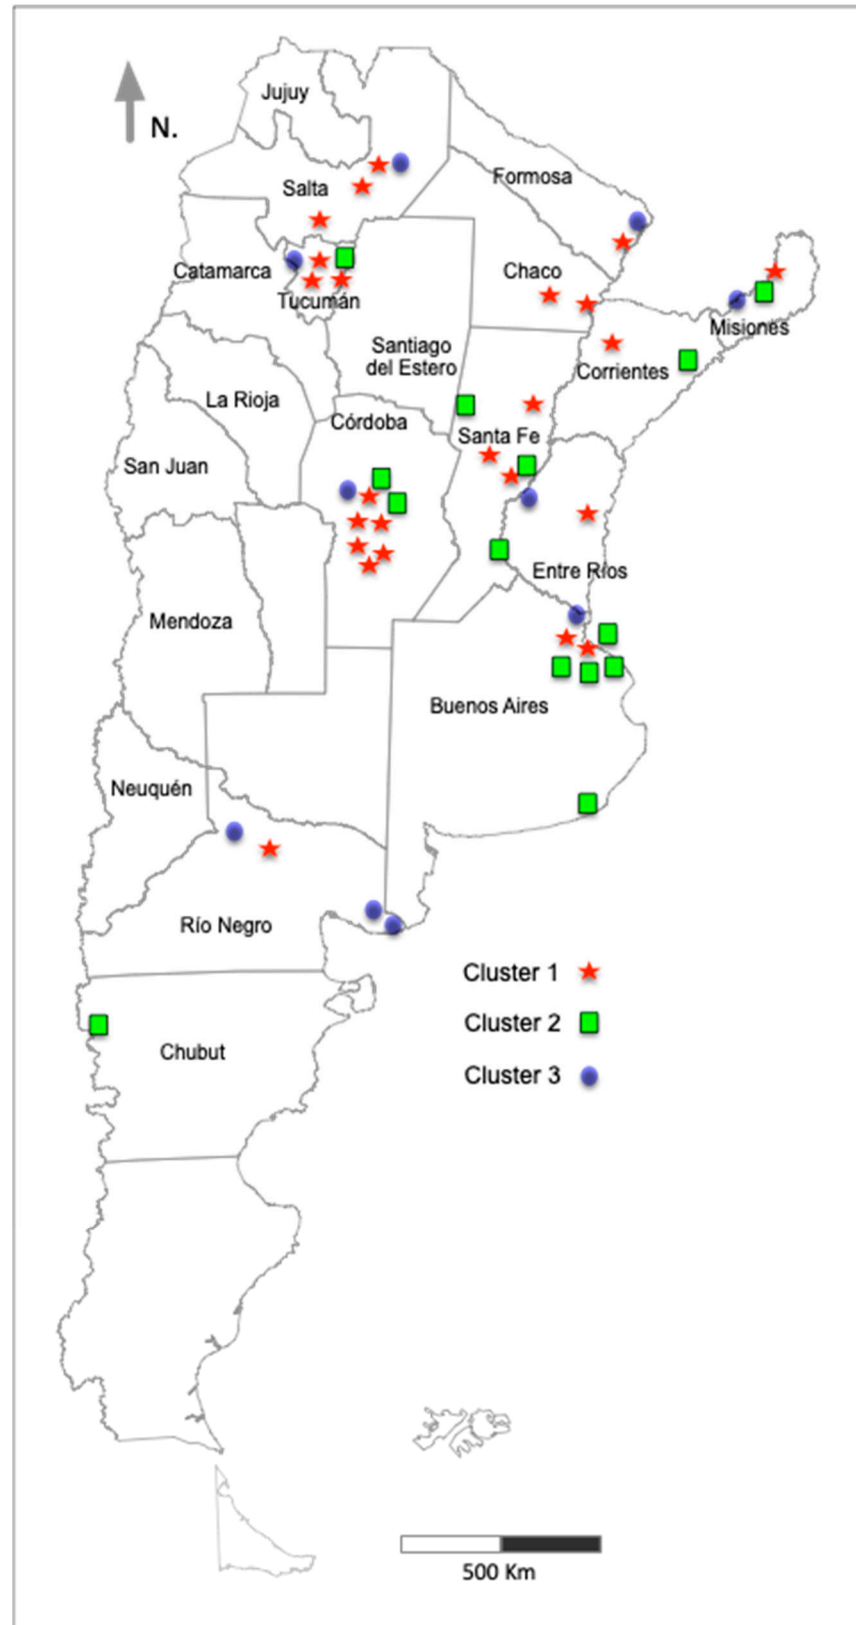 Jujuy
N.
Formosa
Salta
Catamarca
Chaco
Tucumán
Misiones
Santiago
del Estero
Corrientes
La Rioja
Córdoba
Santa Fe
San Juan
Entre Ríos
Mendoza
Buenos Aires
Neuquén
Río Negro
Cluster 1
Cluster 2
Chubut
Cluster 3
500 Km